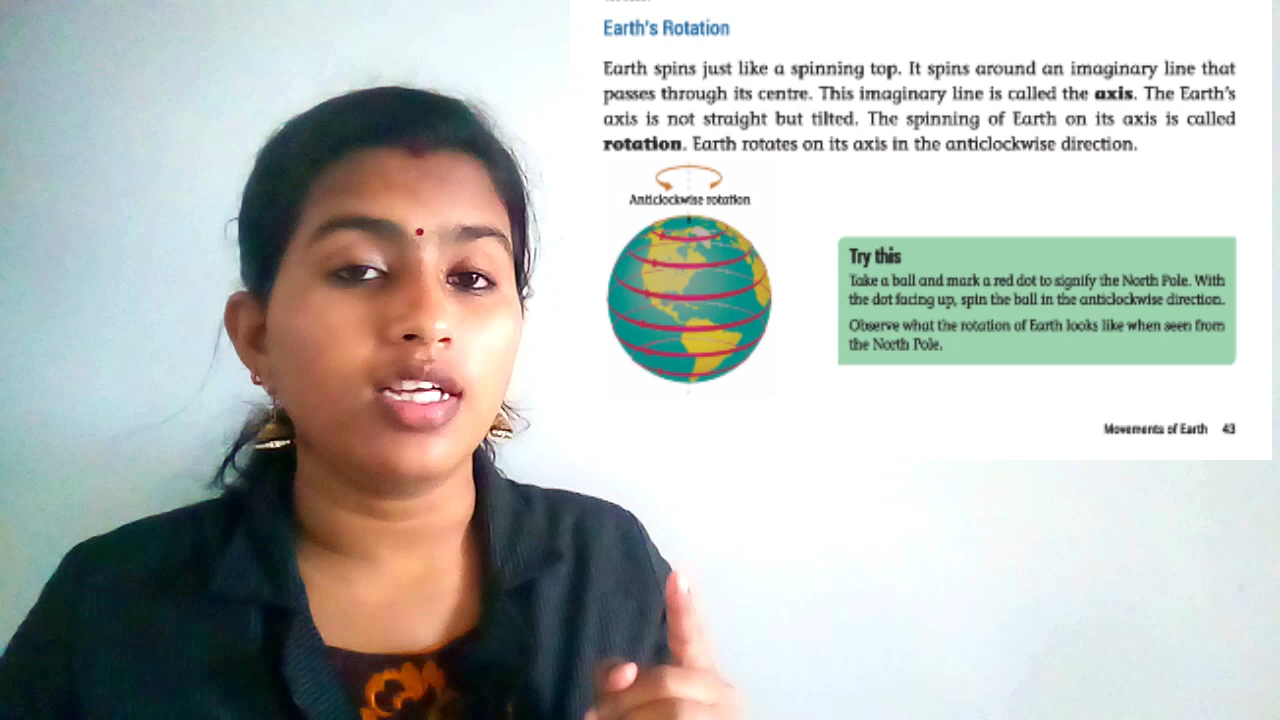 Earth's Rotation
Earth spins just like a spinning top. It spins around an imaginary line that
passes through its centre. This imaginary line is called the axis. The Earth's
axis is not straight but tilted. The spinning of Earth on its axis is called
rotation. Earth rotates on its axis in the anticlockwise direction.
Anticlockwise rotation
Try this
Take a ball and mark a red dot to signify the North Pole. With
the dot facing up, spin the ball in the anticlockwise direction.
Observe what the rotation of Earth looks like when seen from
the North Pole.
Movements of Earth 43